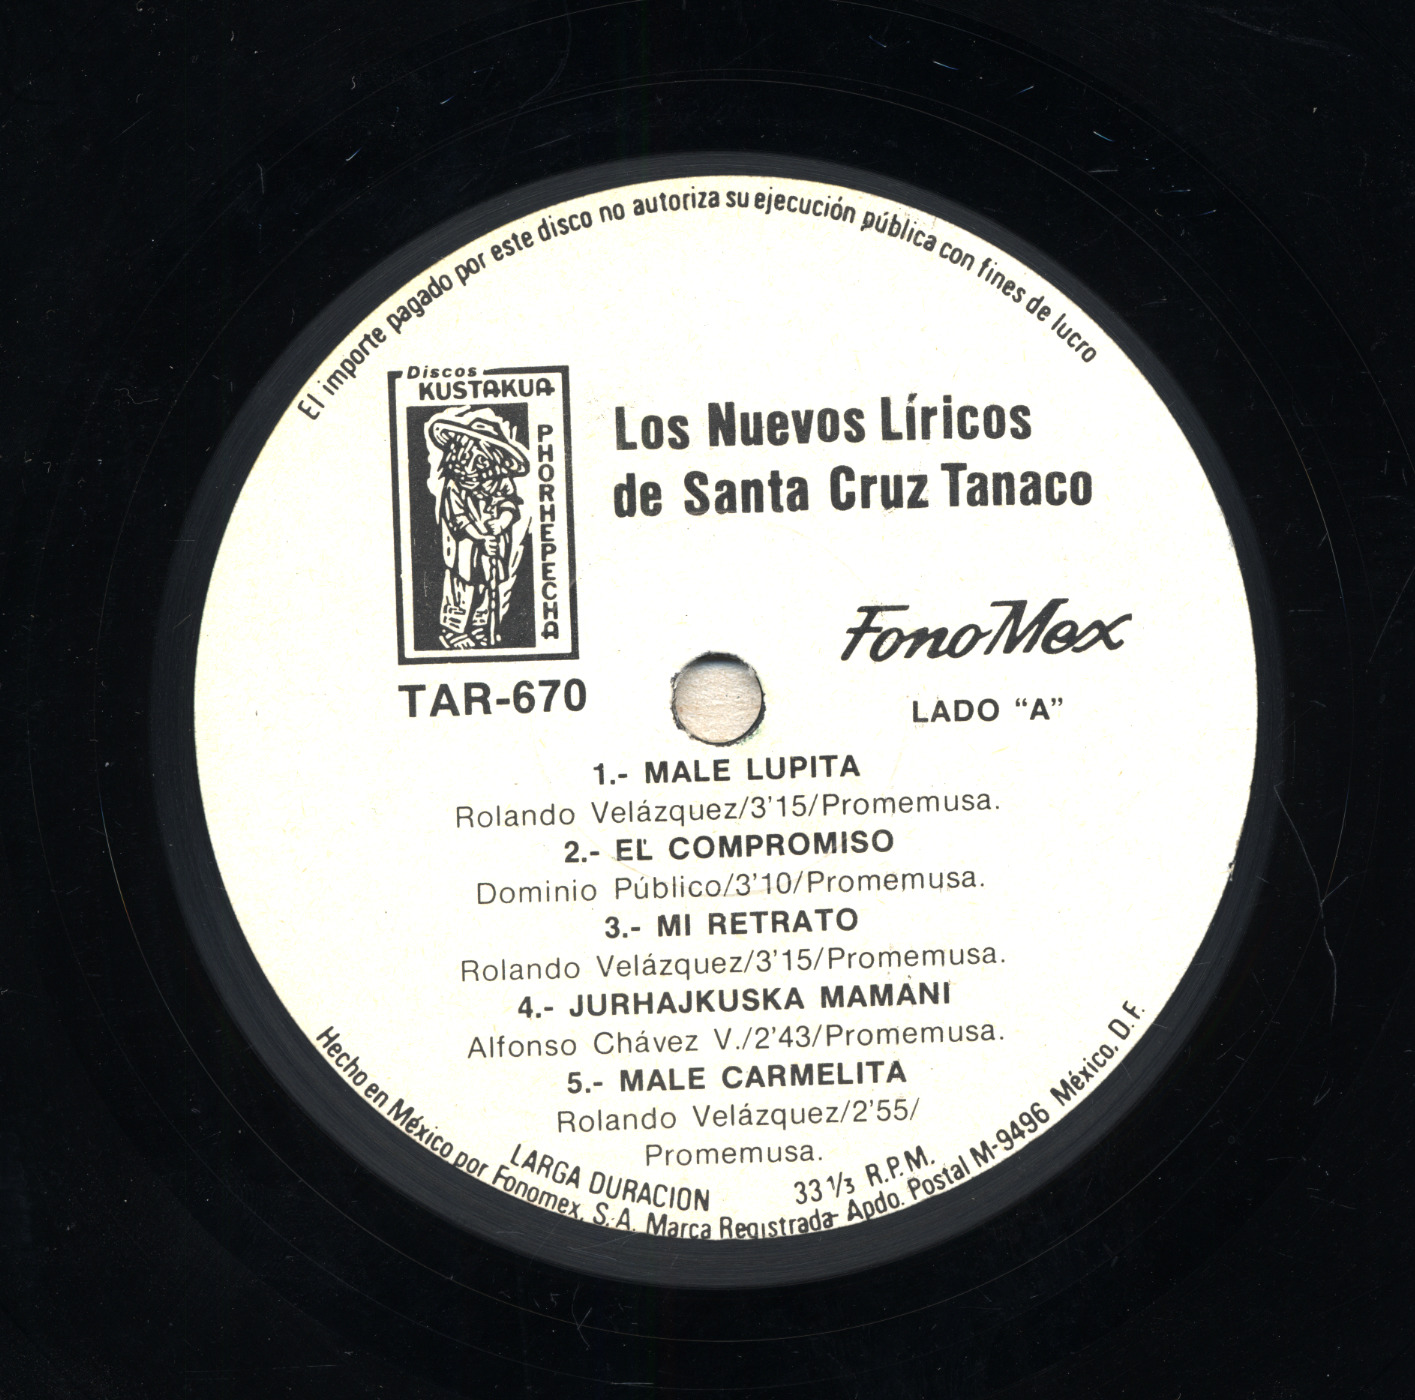 El importe pagado por este disco no autoriza su ejecución pública con fines de lucro
Discos
KUSTAKUA
PHORHEPECHA
Los Nuevos Líricos
de Santa Cruz Tanaco
FonoMex
TAR-670
LADO “A”
1.- MALE LUPITA
Rolando Velázquez/3'15/Promemusa.
2.- EL COMPROMISO
Dominio Público/3'10/Promemusa.
3.- MI RETRATO
Rolando Velázquez/3'15/Promemusa.
4.- JURHAJKUSKA MAMANI
Alfonso Chávez V./2'43/Promemusa.
5.- MALE CARMELITA
Rolando Velázquez/2'55/
Promemusa.
LARGA DURACION 33 1/3 R.P.M.
Hecho en México por Fonomex, S.A. Marca Registrada- Apdo. Postal M-9496 México, D.F.